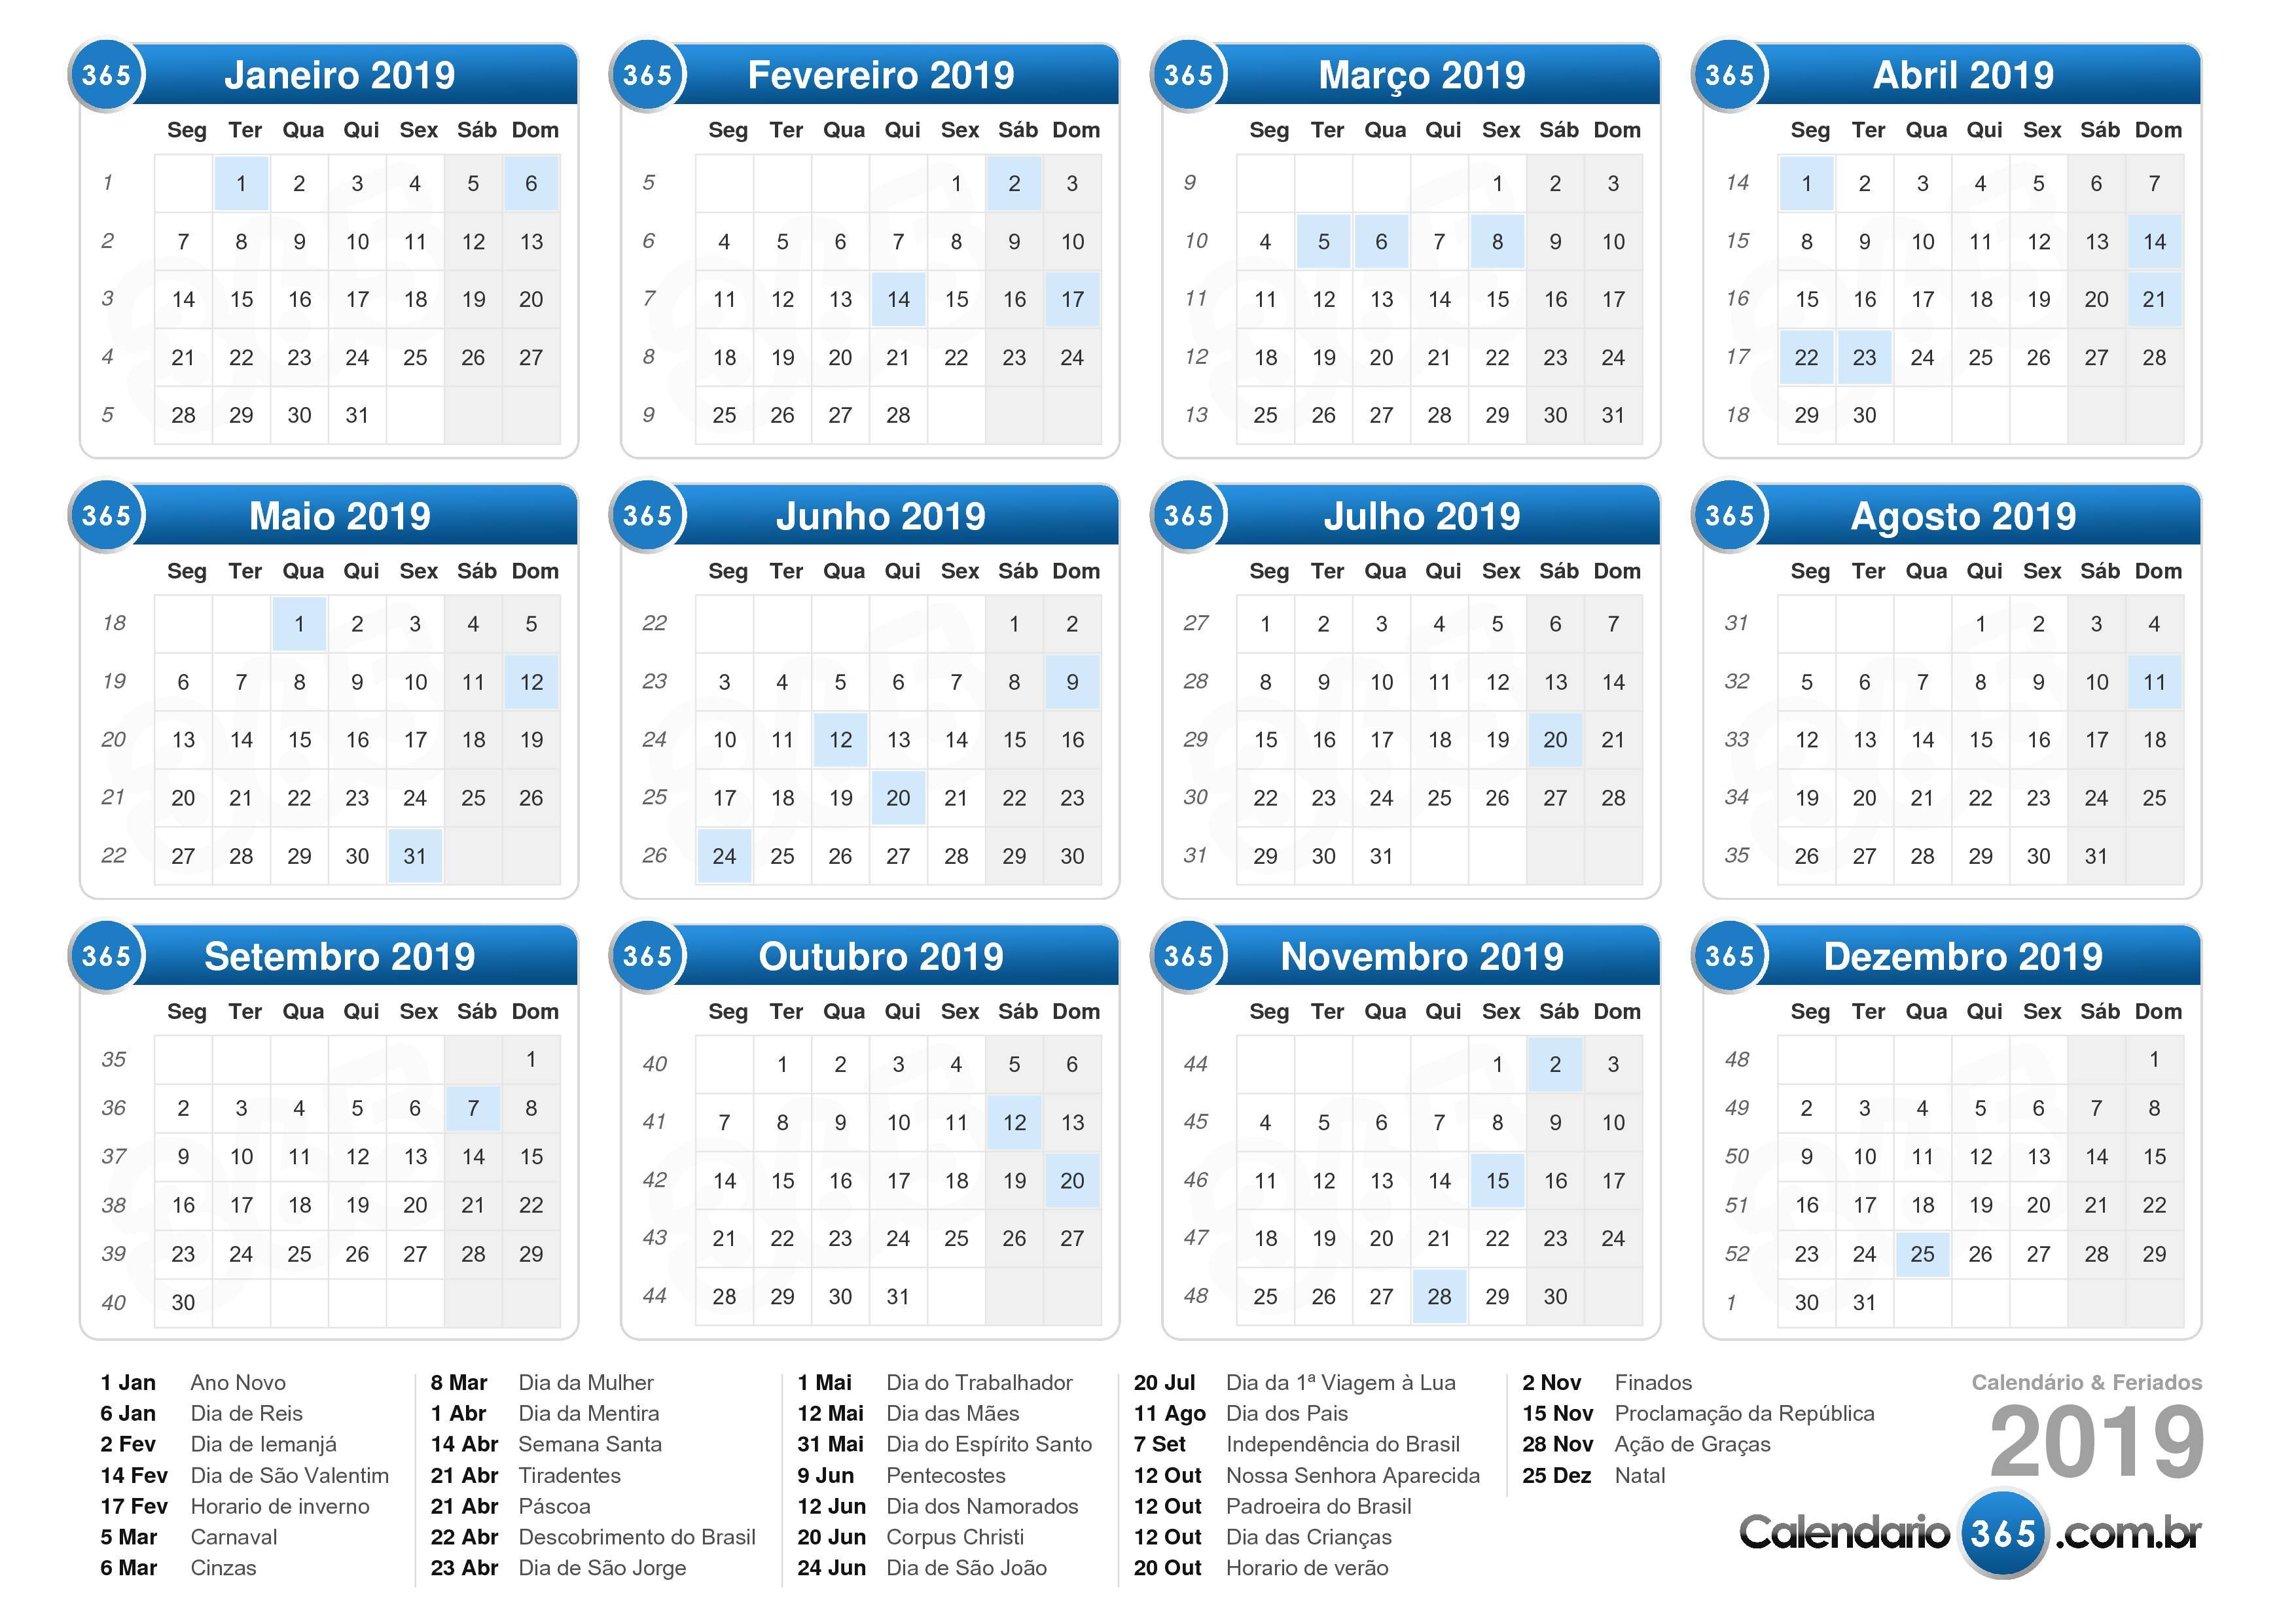 365 Janeiro 2019
Seg Ter Qua Qui Sex Sáb Dom
1 1 2 3 4 5 6
2 7 8 9 10 11 12 13
3 14 15 16 17 18 19 20
4 21 22 23 24 25 26 27
5 28 29 30 31
365 Fevereiro 2019
Seg Ter Qua Qui Sex Sáb Dom
5 1 2 3
6 4 5 6 7 8 9 10
7 11 12 13 14 15 16 17
8 18 19 20 21 22 23 24
9 25 26 27 28
365 Março 2019
Seg Ter Qua Qui Sex Sáb Dom
9 1 2 3
10 4 5 6 7 8 9 10
11 11 12 13 14 15 16 17
12 18 19 20 21 22 23 24
13 25 26 27 28 29 30 31
365 Abril 2019
Seg Ter Qua Qui Sex Sáb Dom
14 1 2 3 4 5 6 7
15 8 9 10 11 12 13 14
16 15 16 17 18 19 20 21
17 22 23 24 25 26 27 28
18 29 30
365 Maio 2019
Seg Ter Qua Qui Sex Sáb Dom
18 1 2 3 4 5
19 6 7 8 9 10 11 12
20 13 14 15 16 17 18 19
21 20 21 22 23 24 25 26
22 27 28 29 30 31
365 Junho 2019
Seg Ter Qua Qui Sex Sáb Dom
22 1 2
23 3 4 5 6 7 8 9
24 10 11 12 13 14 15 16
25 17 18 19 20 21 22 23
26 24 25 26 27 28 29 30
365 Julho 2019
Seg Ter Qua Qui Sex Sáb Dom
27 1 2 3 4 5 6 7
28 8 9 10 11 12 13 14
29 15 16 17 18 19 20 21
30 22 23 24 25 26 27 28
31 29 30 31
365 Agosto 2019
Seg Ter Qua Qui Sex Sáb Dom
31 1 2 3 4
32 5 6 7 8 9 10 11
33 12 13 14 15 16 17 18
34 19 20 21 22 23 24 25
35 26 27 28 29 30 31
365 Setembro 2019
Seg Ter Qua Qui Sex Sáb Dom
35 1
36 2 3 4 5 6 7 8
37 9 10 11 12 13 14 15
38 16 17 18 19 20 21 22
39 23 24 25 26 27 28 29
40 30
365 Outubro 2019
Seg Ter Qua Qui Sex Sáb Dom
40 1 2 3 4 5 6
41 7 8 9 10 11 12 13
42 14 15 16 17 18 19 20
43 21 22 23 24 25 26 27
44 28 29 30 31
365 Novembro 2019
Seg Ter Qua Qui Sex Sáb Dom
44 1 2 3
45 4 5 6 7 8 9 10
46 11 12 13 14 15 16 17
47 18 19 20 21 22 23 24
48 25 26 27 28 29 30
365 Dezembro 2019
Seg Ter Qua Qui Sex Sáb Dom
48 1
49 2 3 4 5 6 7 8
50 9 10 11 12 13 14 15
51 16 17 18 19 20 21 22
52 23 24 25 26 27 28 29
1 30 31
1 Jan Ano Novo
6 Jan Dia de Reis
2 Fev Dia de Iemanjá
14 Fev Dia de São Valentim
17 Fev Horario de inverno
5 Mar Carnaval
6 Mar Cinzas
8 Mar Dia da Mulher
1 Abr Dia da Mentira
14 Abr Semana Santa
21 Abr Tiradentes
21 Abr Páscoa
22 Abr Descobrimento do Brasil
23 Abr Dia de São Jorge
1 Mai Dia do Trabalhador
12 Mai Dia das Mães
31 Mai Dia do Espírito Santo
9 Jun Pentecostes
12 Jun Dia dos Namorados
20 Jun Corpus Christi
24 Jun Dia de São João
20 Jul Dia da 1ª Viagem à Lua
11 Ago Dia dos Pais
7 Set Independência do Brasil
12 Out Nossa Senhora Aparecida
12 Out Padroeira do Brasil
12 Out Dia das Crianças
20 Out Horario de verão
2 Nov Finados
15 Nov Proclamação da República
28 Nov Ação de Graças
25 Dez Natal
Calendário & Feriados
2019
Calendario 365 .com.br